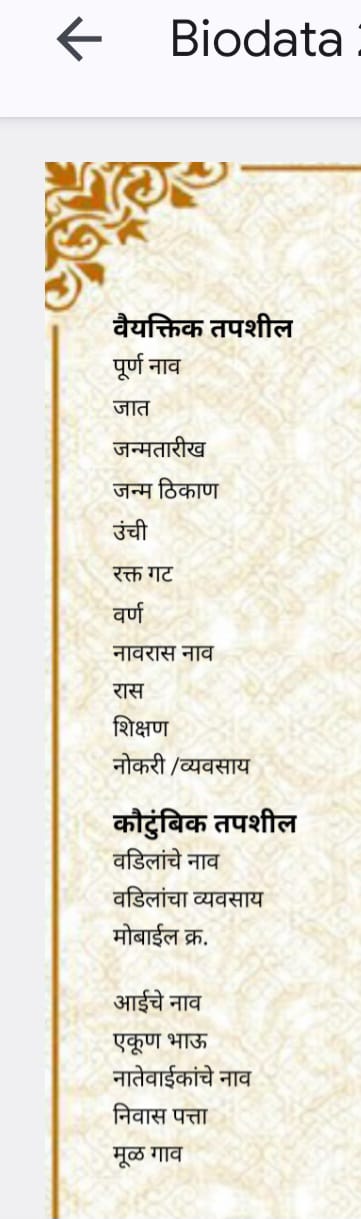 Biodata
वैयक्तिक तपशील
पूर्ण नाव
जात
जन्मतारीख
जन्म ठिकाण
उंची
रक्त गट
वर्ण
नावरास नाव
रास
शिक्षण
नोकरी /व्यवसाय
कौटुंबिक तपशील
वडिलांचे नाव
वडिलांचा व्यवसाय
मोबाईल क्र.
आईचे नाव
एकूण भाऊ
नातेवाईकांचे नाव
निवास पत्ता
मूळ गाव